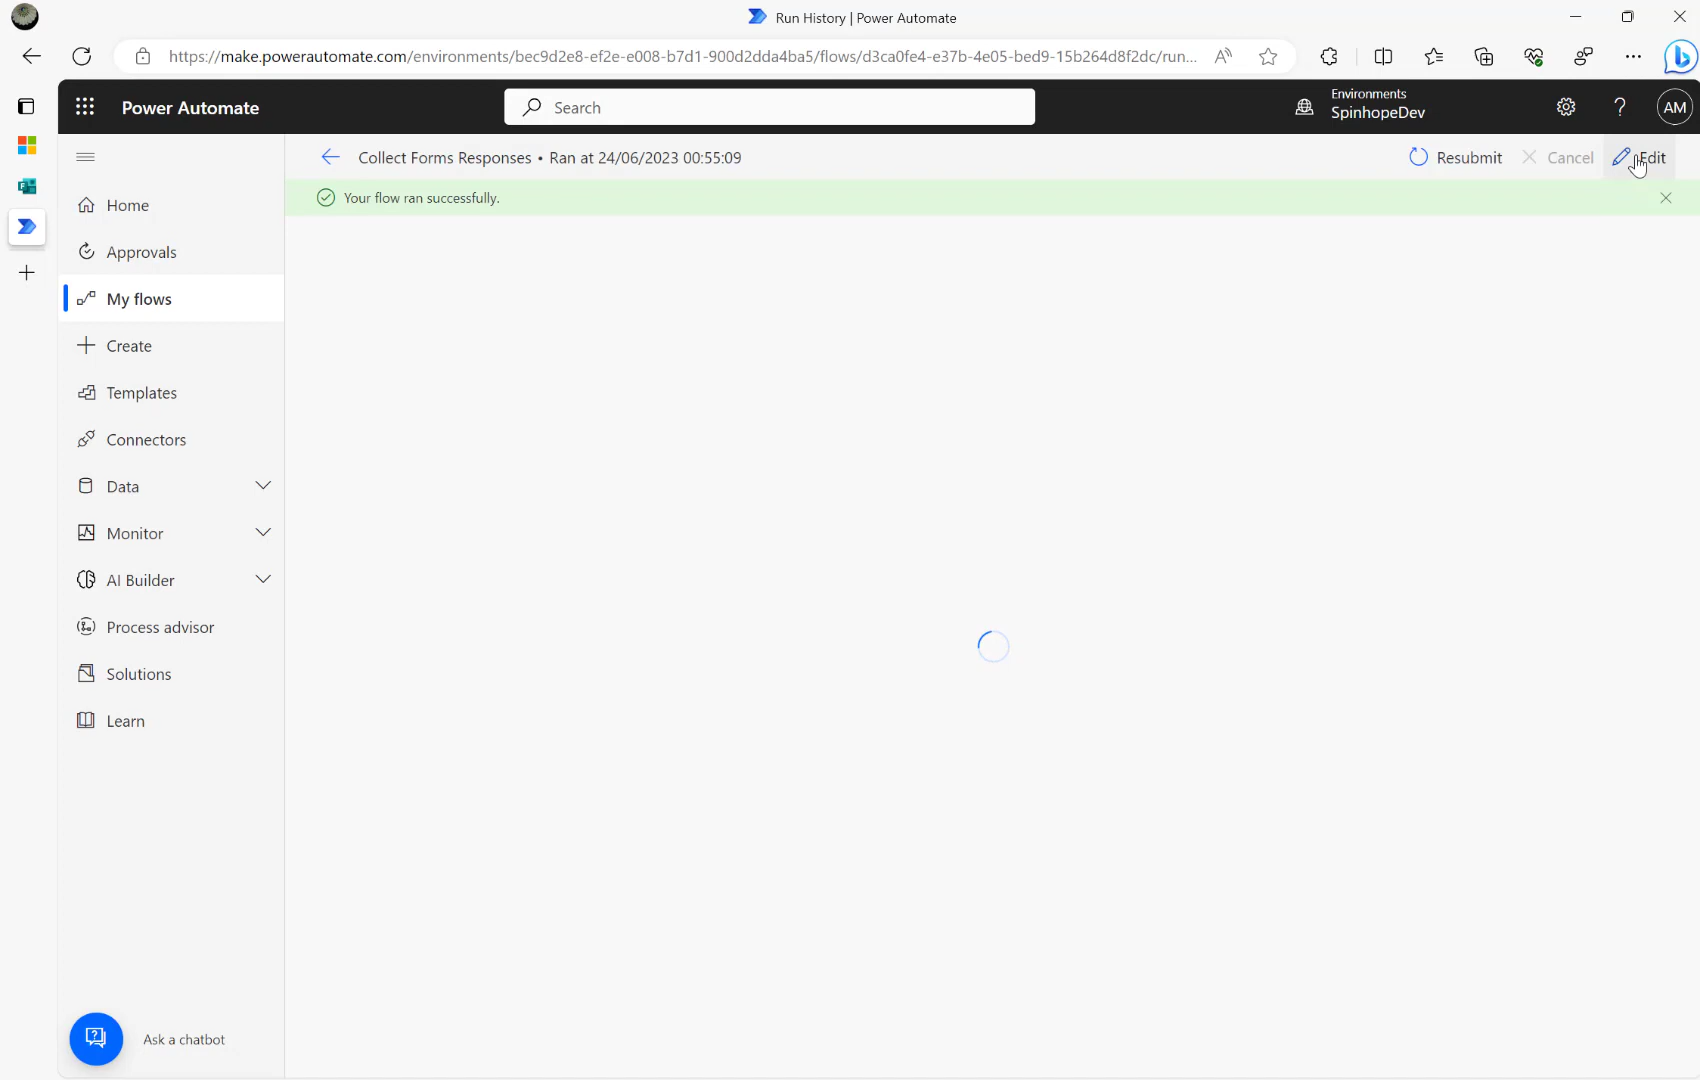 Run History | Power Automate
https://make.powerautomate.com/environments/bec9d2e8-ef2e-e008-b7d1-900d2dda4ba5/flows/d3ca0fe4-e37b-4e05-bed9-15b264d8f2dc/run...
Power Automate
Search
Environments
SpinhopeDev
AM
Collect Forms Responses • Ran at 24/06/2023 00:55:09
Resubmit
Cancel
Edit
Your flow ran successfully.
Home
Approvals
My flows
Create
Templates
Connectors
Data
Monitor
AI Builder
Process advisor
Solutions
Learn
Ask a chatbot